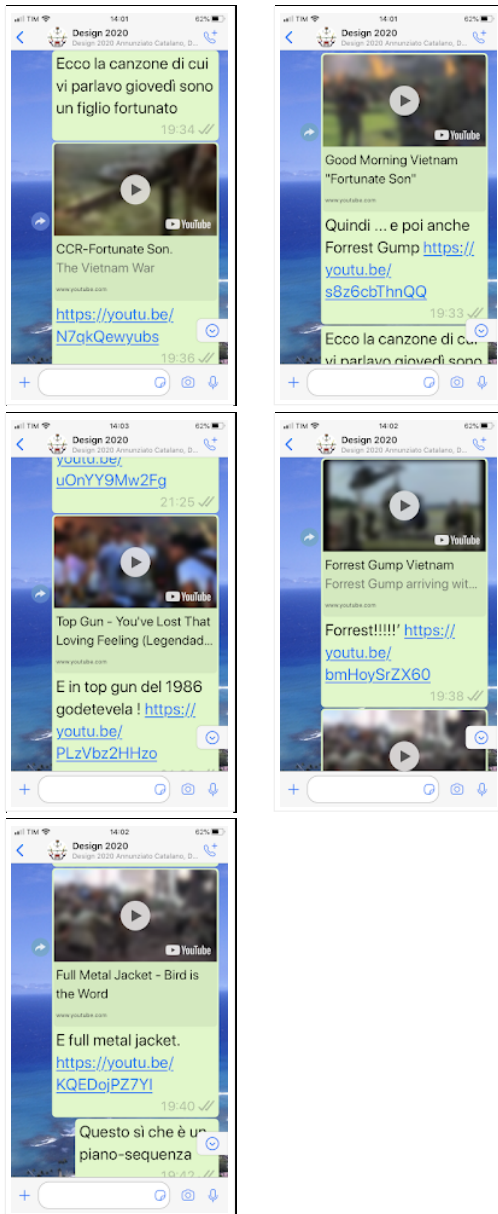 TIM 14:01 62%
Design 2020
Design 2020 Annunziato Catalano, D...
Ecco la canzone di cui
vi parlavo giovedì sono
un figlio fortunato
19:34
YouTube
CCR-Fortunate Son.
The Vietnam War
www.youtube.com
https://youtu.be/
N7qkQewyubs
19:36
TIM 14:01 62%
Design 2020
Design 2020 Annunziato Catalano, D...
YouTube
Good Morning Vietnam
"Fortunate Son"
www.youtube.com
Quindi ... e poi anche
Forrest Gump https://
youtu.be/
s8z6cbThnQQ
19:33
Ecco la canzone di cui
vi parlavo giovedì sono
TIM 14:03 62%
Design 2020
Design 2020 Annunziato Catalano, D...
youtu.be/
uOnYY9Mw2Fg
21:25
YouTube
Top Gun - You've Lost That
Loving Feeling (Legendad...
www.youtube.com
E in top gun del 1986
godetevela ! https://
youtu.be/
PLzVbz2HHzo
TIM 14:02 62%
Design 2020
Design 2020 Annunziato Catalano, D...
YouTube
Forrest Gump Vietnam
Forrest Gump arriving wit...
www.youtube.com
Forrest!!!!!' https://
youtu.be/
bmHoySrZX60
19:38
TIM 14:02 62%
Design 2020
Design 2020 Annunziato Catalano, D...
YouTube
Full Metal Jacket - Bird is
the Word
www.youtube.com
E full metal jacket.
https://youtu.be/
KQEDojPZ7YI
19:40
Questo sì che è un
piano-sequenza
19:42